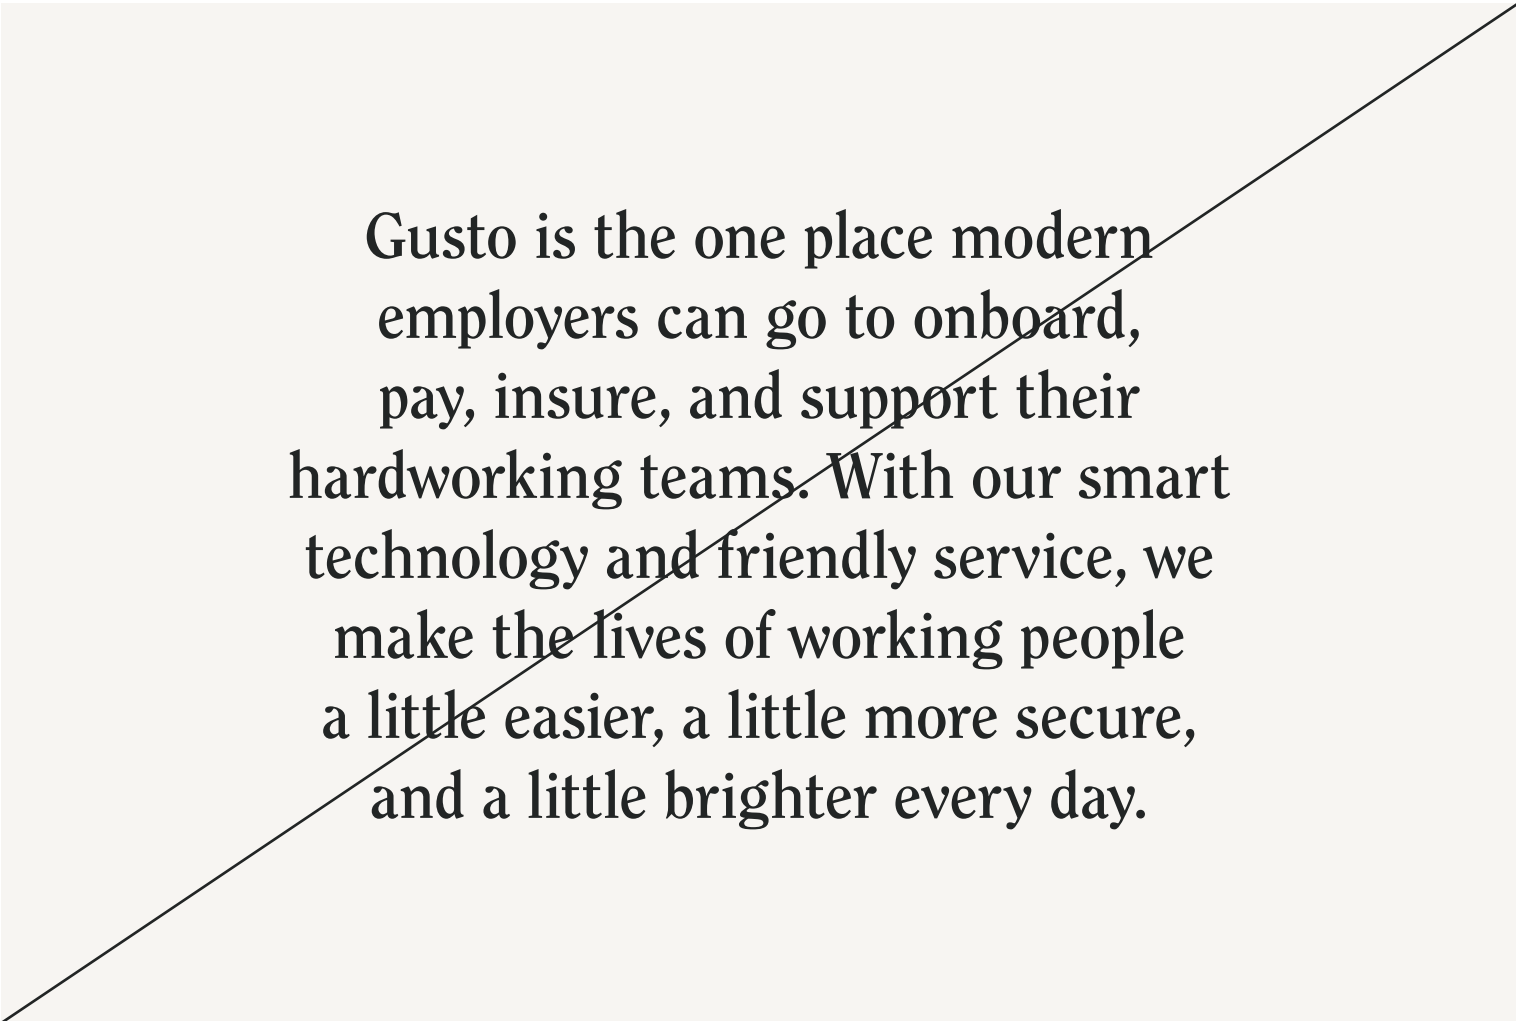 Gusto is the one place modern
employers can go to onboard,
pay, insure, and support their
hardworking teams. With our smart
technology and friendly service, we
make the lives of working people
a little easier, a little more secure,
and a little brighter every day.